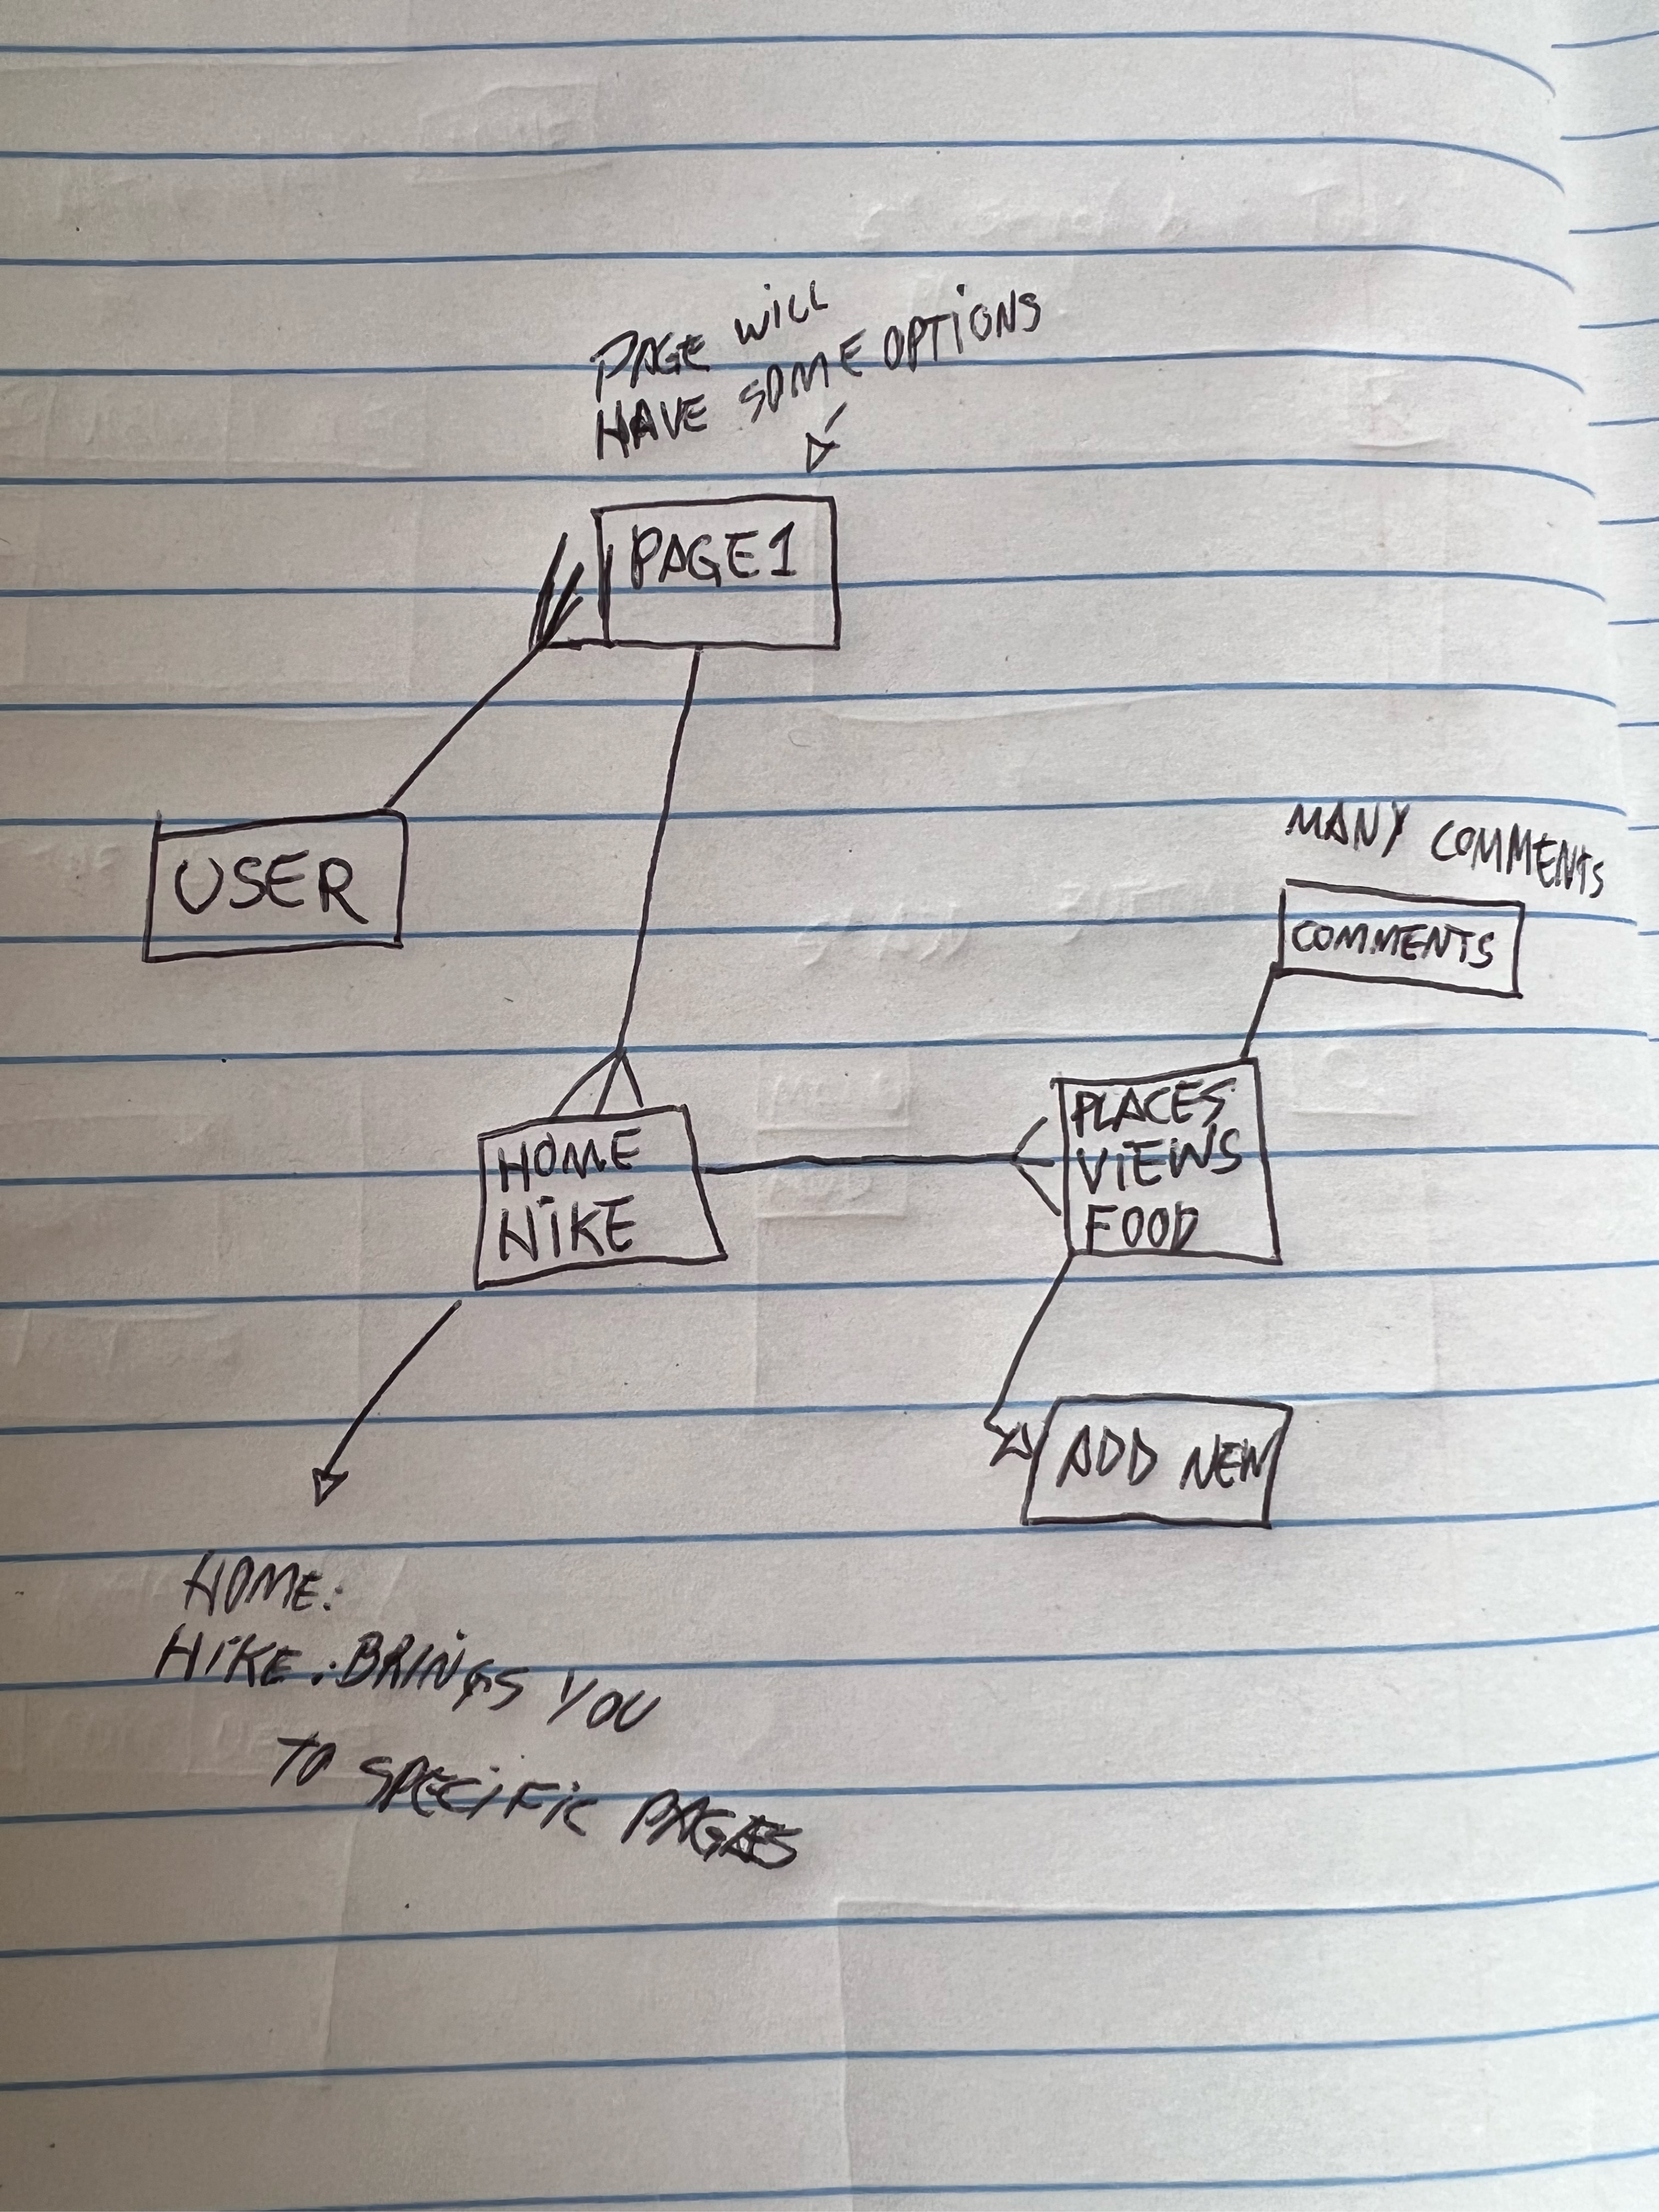 PAGE WILL
HAVE SOME OPTIONS
PAGE1
USER
MANY COMMENTS
COMMENTS
HOME
HIKE
PLACES
VIEWS
FOOD
ADD NEW
HOME:
HIKE: BRINGS YOU
TO SPECIFIC PAGES